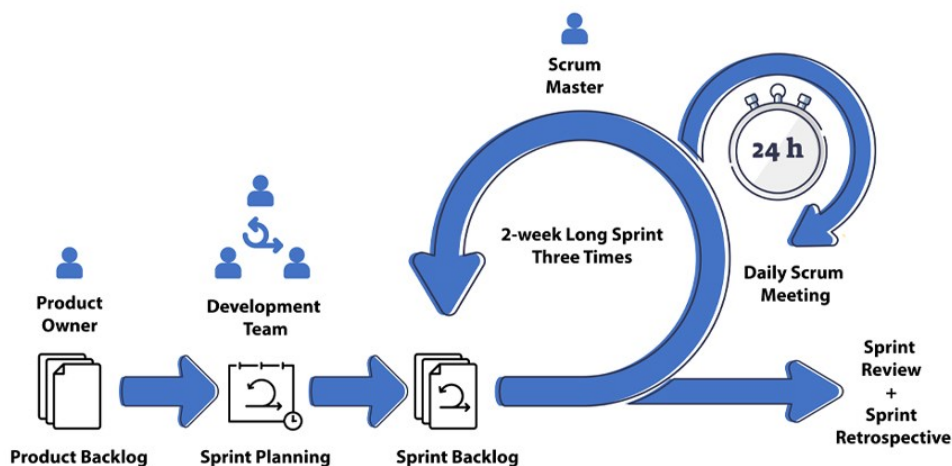 Scrum
Master
24 h
2-week Long Sprint
Three Times
Daily Scrum
Meeting
Product
Owner
Development
Team
Sprint
Review
+
Sprint
Retrospective
Product Backlog
Sprint Planning
Sprint Backlog